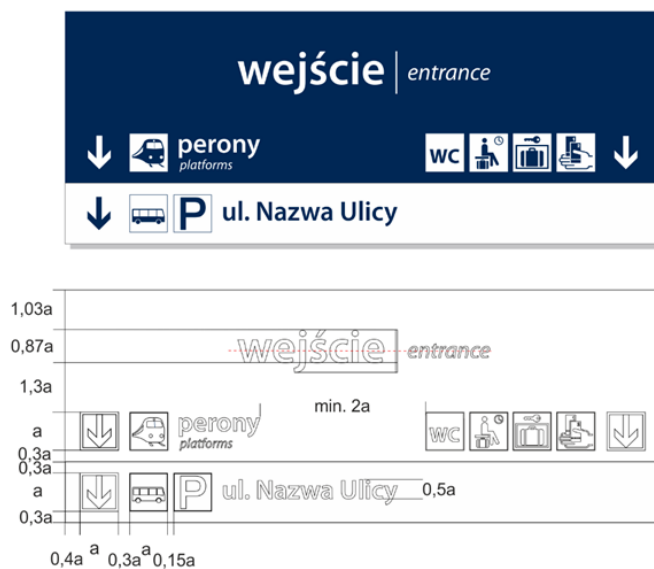 wejście | entrance
perony
platforms
WC
P ul. Nazwa Ulicy
1,03a
0,87a
wejście entrance
1,3a
min. 2a
a
perony
platforms
WC
0,3a
0,3a
a
P ul. Nazwa Ulicy
0,5a
0,3a
0,4a a 0,3a a 0,15a